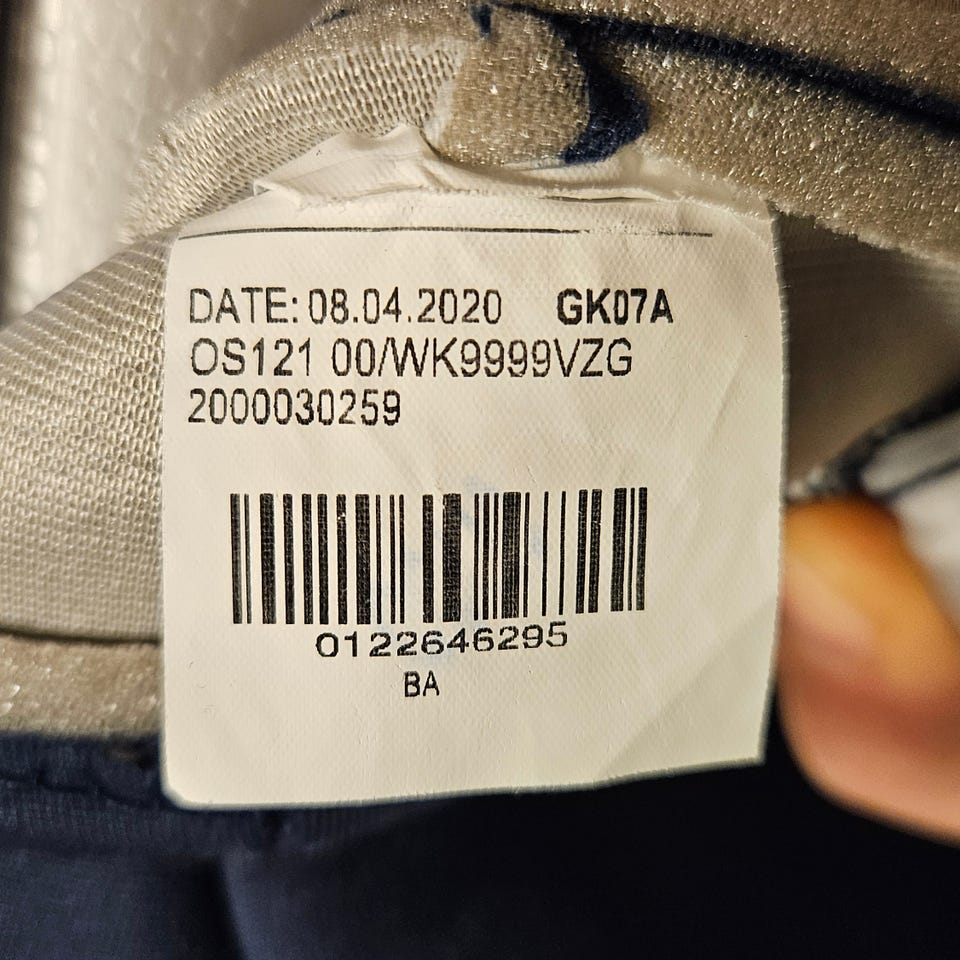 DATE: 08.04.2020 GK07A
OS121 00/WK9999VZG
2000030259
0122646295
BA